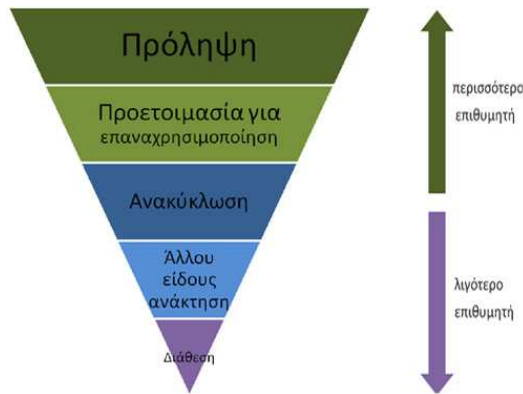 Πρόληψη
Προετοιμασία για
επαναχρησιμοποίηση
Ανακύκλωση
Άλλου
είδους
ανάκτηση
Διάθεση
περισσότερο
επιθυμητή
λιγότερο
επιθυμητή